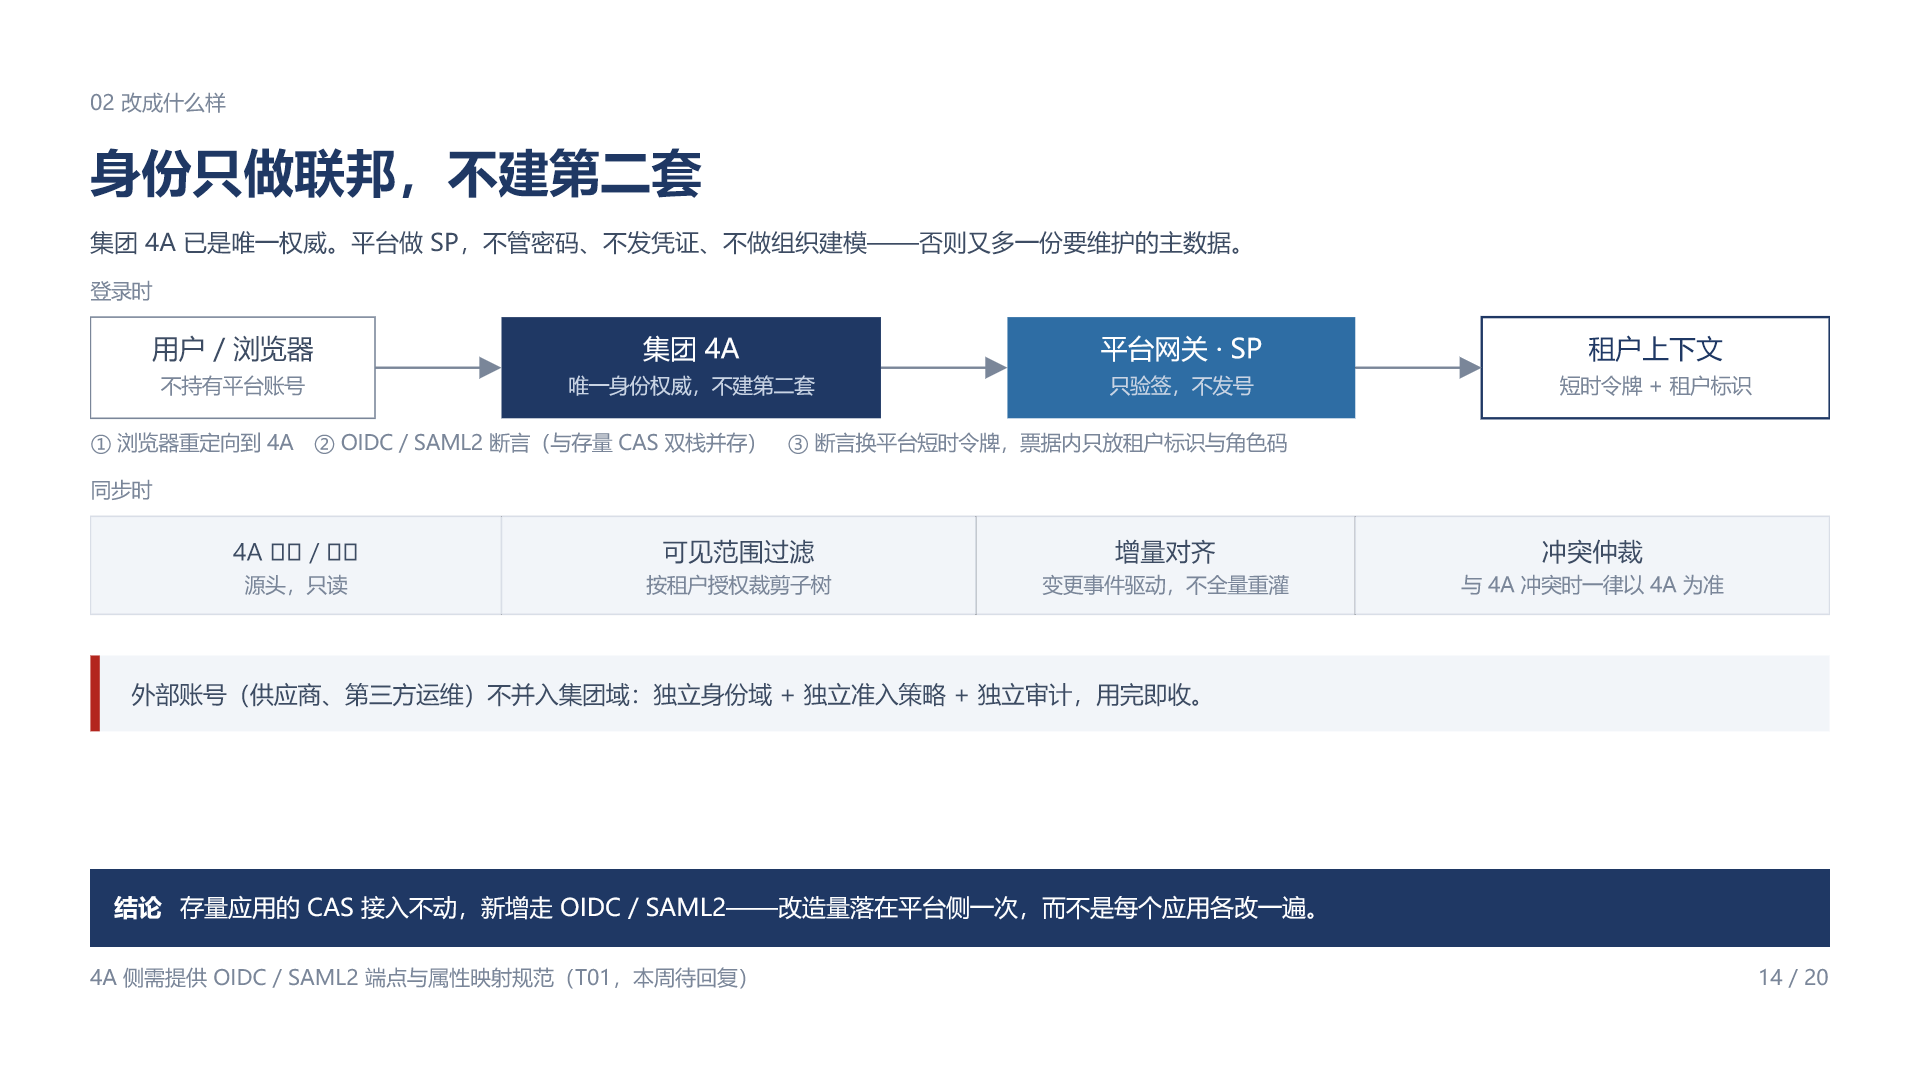 02 改成什么样
身份只做联邦，不建第二套
集团 4A 已是唯一权威。平台做 SP，不管密码、不发凭证、不做组织建模——否则又多一份要维护的主数据。
登录时
用户 / 浏览器
不持有平台账号
集团 4A
唯一身份权威，不建第二套
平台网关 · SP
只验签，不发号
租户上下文
短时令牌 + 租户标识
① 浏览器重定向到 4A ② OIDC / SAML2 断言（与存量 CAS 双栈并存） ③ 断言换平台短时令牌，票据内只放租户标识与角色码
同步时
4A /
源头，只读
可见范围过滤
按租户授权裁剪子树
增量对齐
变更事件驱动，不全量重灌
冲突仲裁
与 4A 冲突时一律以 4A 为准
外部账号（供应商、第三方运维）不并入集团域：独立身份域 + 独立准入策略 + 独立审计，用完即收。
结论 存量应用的 CAS 接入不动，新增走 OIDC / SAML2——改造量落在平台侧一次，而不是每个应用各改一遍。
4A 侧需提供 OIDC / SAML2 端点与属性映射规范（T01，本周待回复）
14 / 20